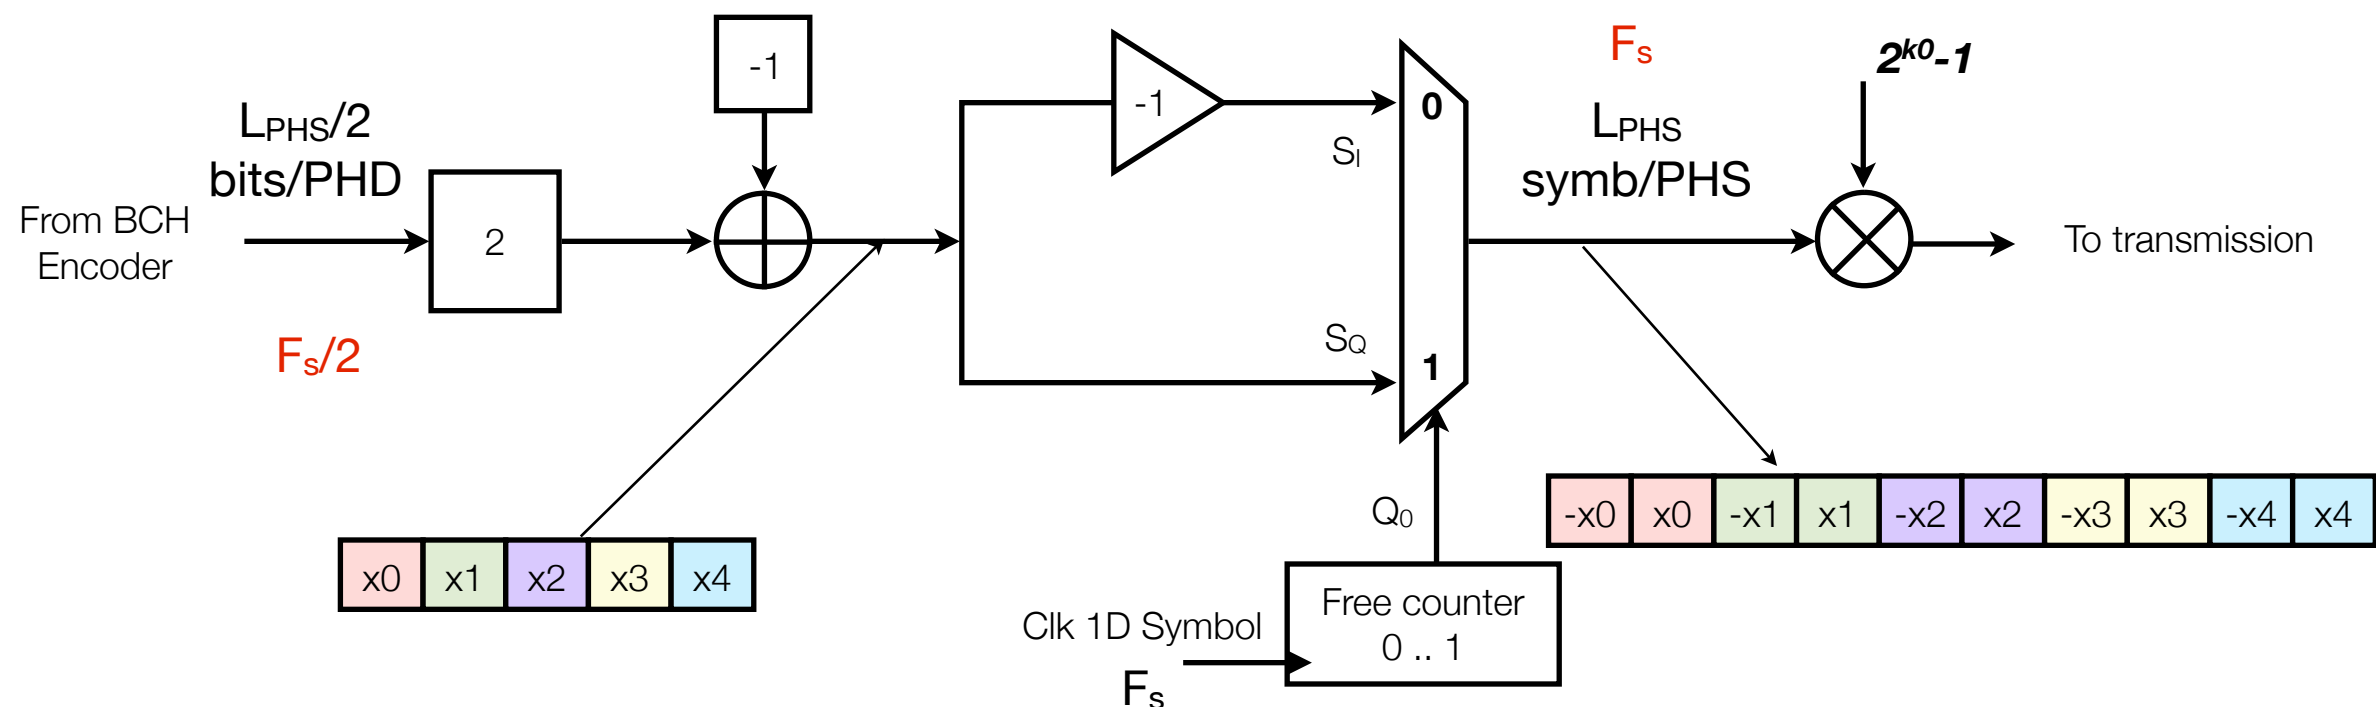 -1
Fs
2k0-1
LPHS/2
bits/PHD
-1
0
LPHS
symb/PHS
SI
From BCH
Encoder
2
To transmission
Fs/2
SQ
1
Q0
-x0 x0 -x1 x1 -x2 x2 -x3 x3 -x4 x4
x0 x1 x2 x3 x4
Free counter
0 .. 1
Clk 1D Symbol
Fs